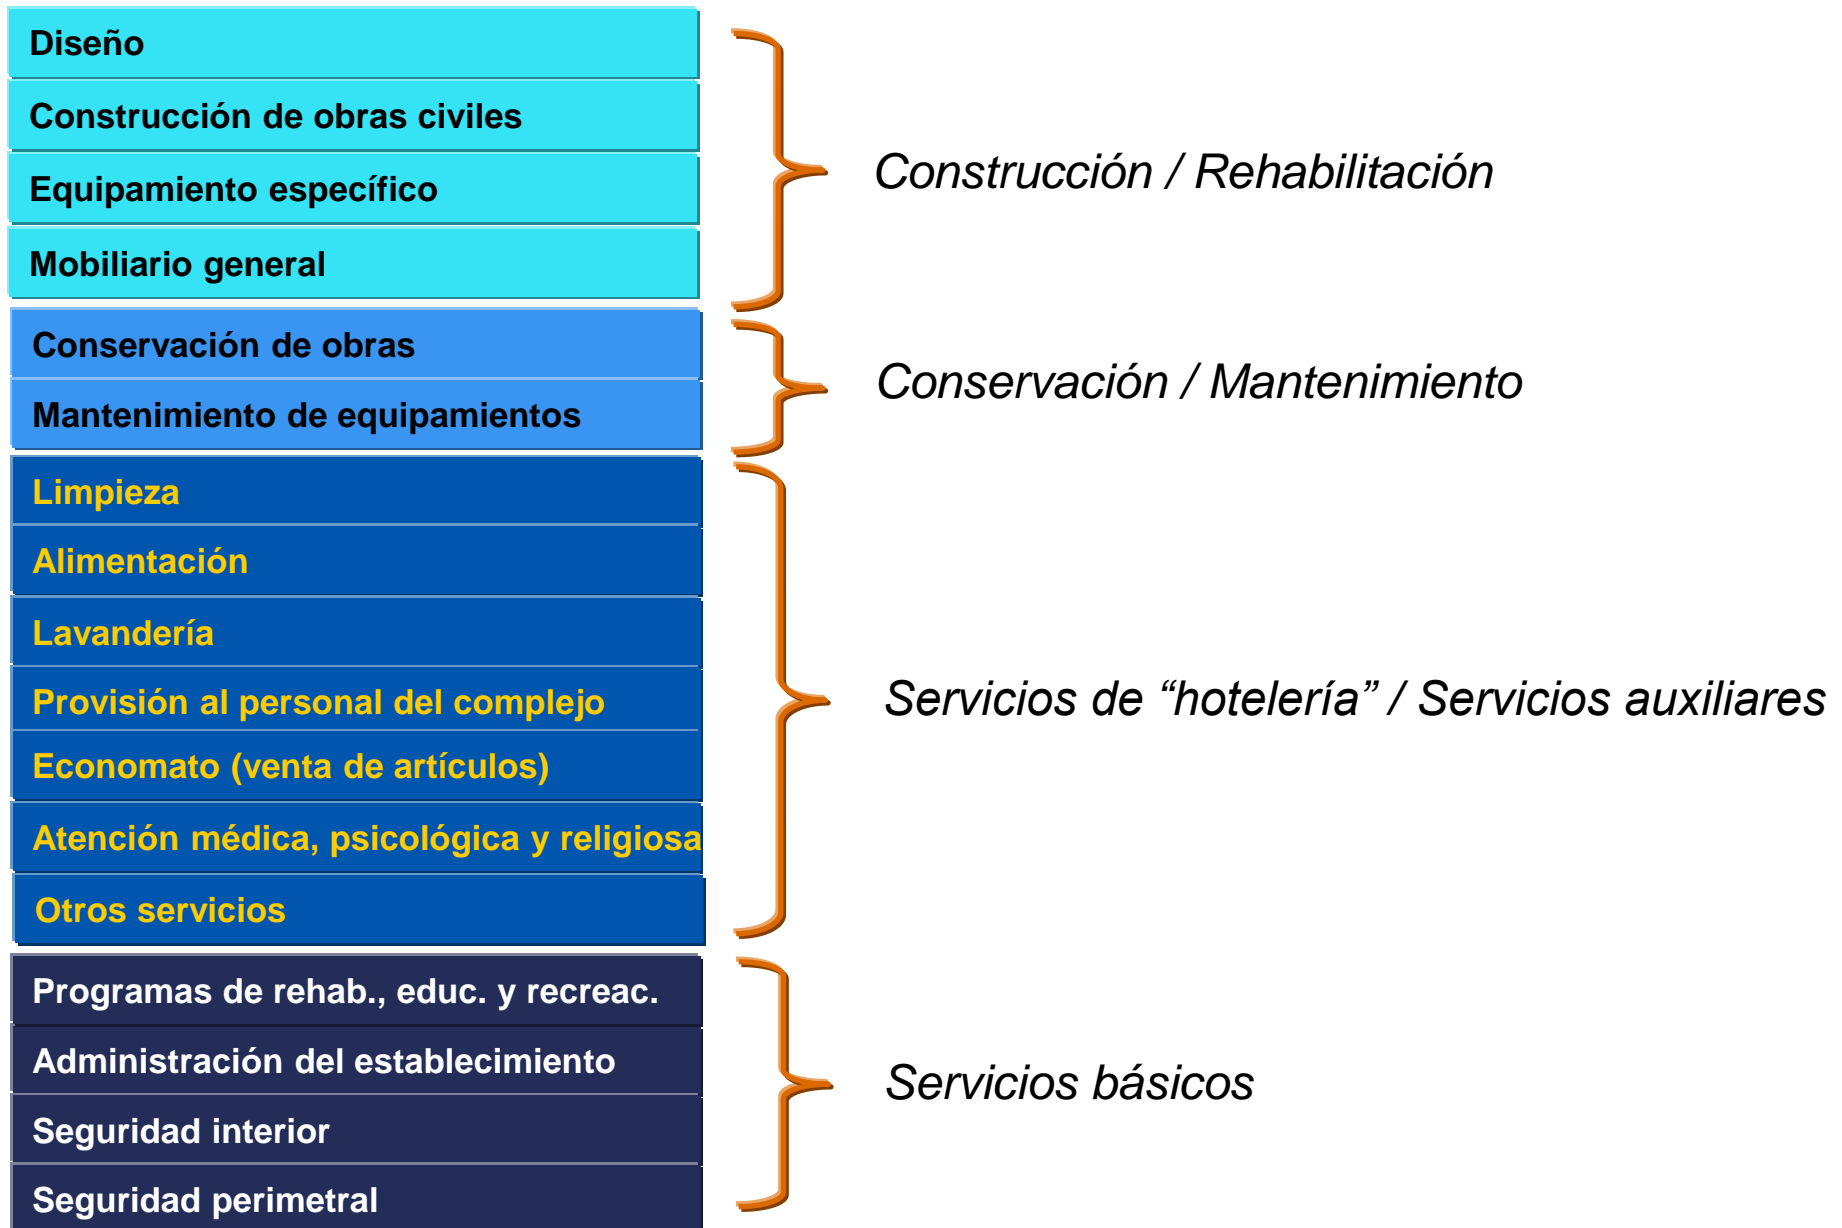 Diseño
Construcción de obras civiles
Equipamiento específico
Mobiliario general
Construcción / Rehabilitación
Conservación de obras
Mantenimiento de equipamientos
Conservación / Mantenimiento
Limpieza
Alimentación
Lavandería
Provisión al personal del complejo
Economato (venta de artículos)
Atención médica, psicológica y religiosa
Otros servicios
Servicios de “hotelería” / Servicios auxiliares
Programas de rehab., educ. y recreac.
Administración del establecimiento
Seguridad interior
Seguridad perimetral
Servicios básicos